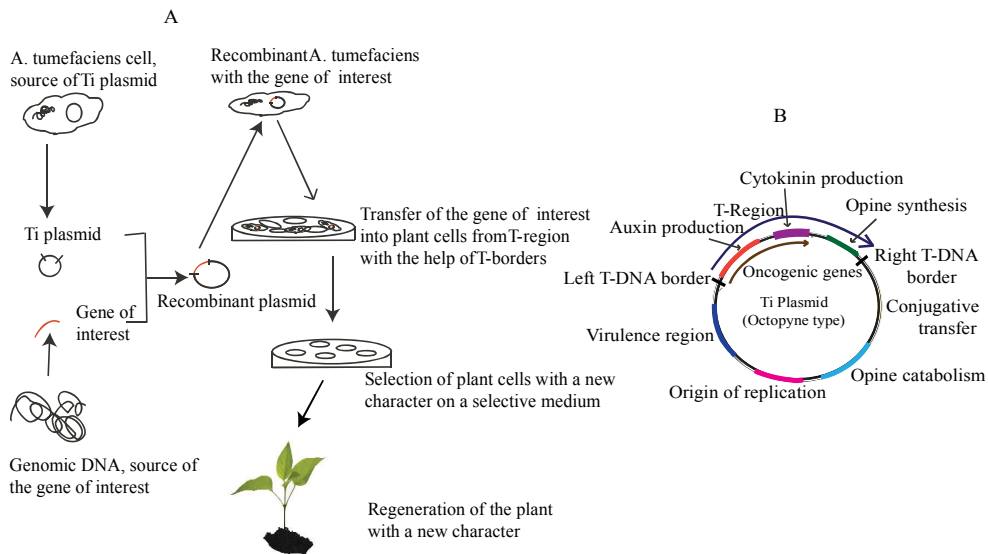 A
A. tumefaciens cell,
source of Ti plasmid
Recombinant A. tumefaciens
with the gene of interest
Ti plasmid
Gene of
interest
Recombinant plasmid
Transfer of the gene of interest
into plant cells from T-region
with the help of T-borders
Selection of plant cells with a new
character on a selective medium
Genomic DNA, source of
the gene of interest
Regeneration of the plant
with a new character
B
Cytokinin production
T-Region
Opine synthesis
Auxin production
Left T-DNA border
Oncogenic genes
Right T-DNA
border
Ti Plasmid
(Octopyne type)
Conjugative
transfer
Virulence region
Opine catabolism
Origin of replication